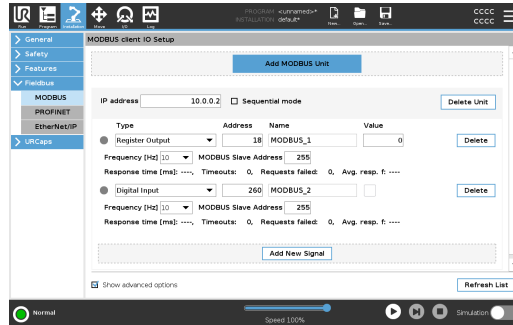 PROGRAM <unnamed>*
INSTALLATION default*
Run Program Installation Move I/O Log New... Open... Save...
CCCC
CCCC
General
Safety
Features
Fieldbus
MODBUS
PROFINET
EtherNet/IP
URCaps
MODBUS client IO Setup
Add MODBUS Unit
IP address 10.0.0.2 Sequential mode Delete Unit
Type Address Name Value
Register Output 18 MODBUS_1 0 Delete
Frequency [Hz] 10 MODBUS Slave Address 255
Response time [ms]: ----, Timeouts: 0, Requests failed: 0, Avg. resp. f: ----
Digital Input 260 MODBUS_2 Delete
Frequency [Hz] 10 MODBUS Slave Address 255
Response time [ms]: ----, Timeouts: 0, Requests failed: 0, Avg. resp. f: ----
Add New Signal
Show advanced options Refresh List
Normal Speed 100% Simulation